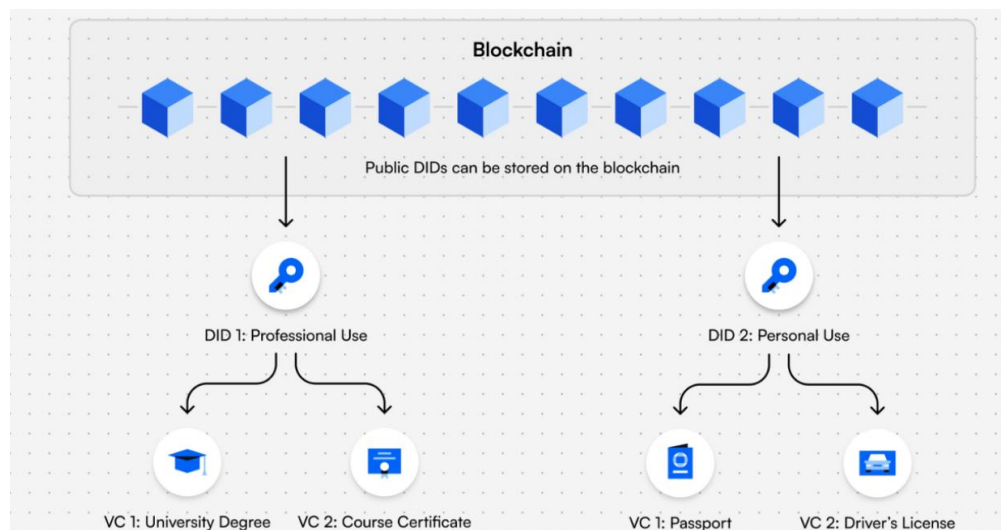 Blockchain
Public DIDs can be stored on the blockchain
DID 1: Professional Use
DID 2: Personal Use
VC 1: University Degree
VC 2: Course Certificate
VC 1: Passport
VC 2: Driver's License